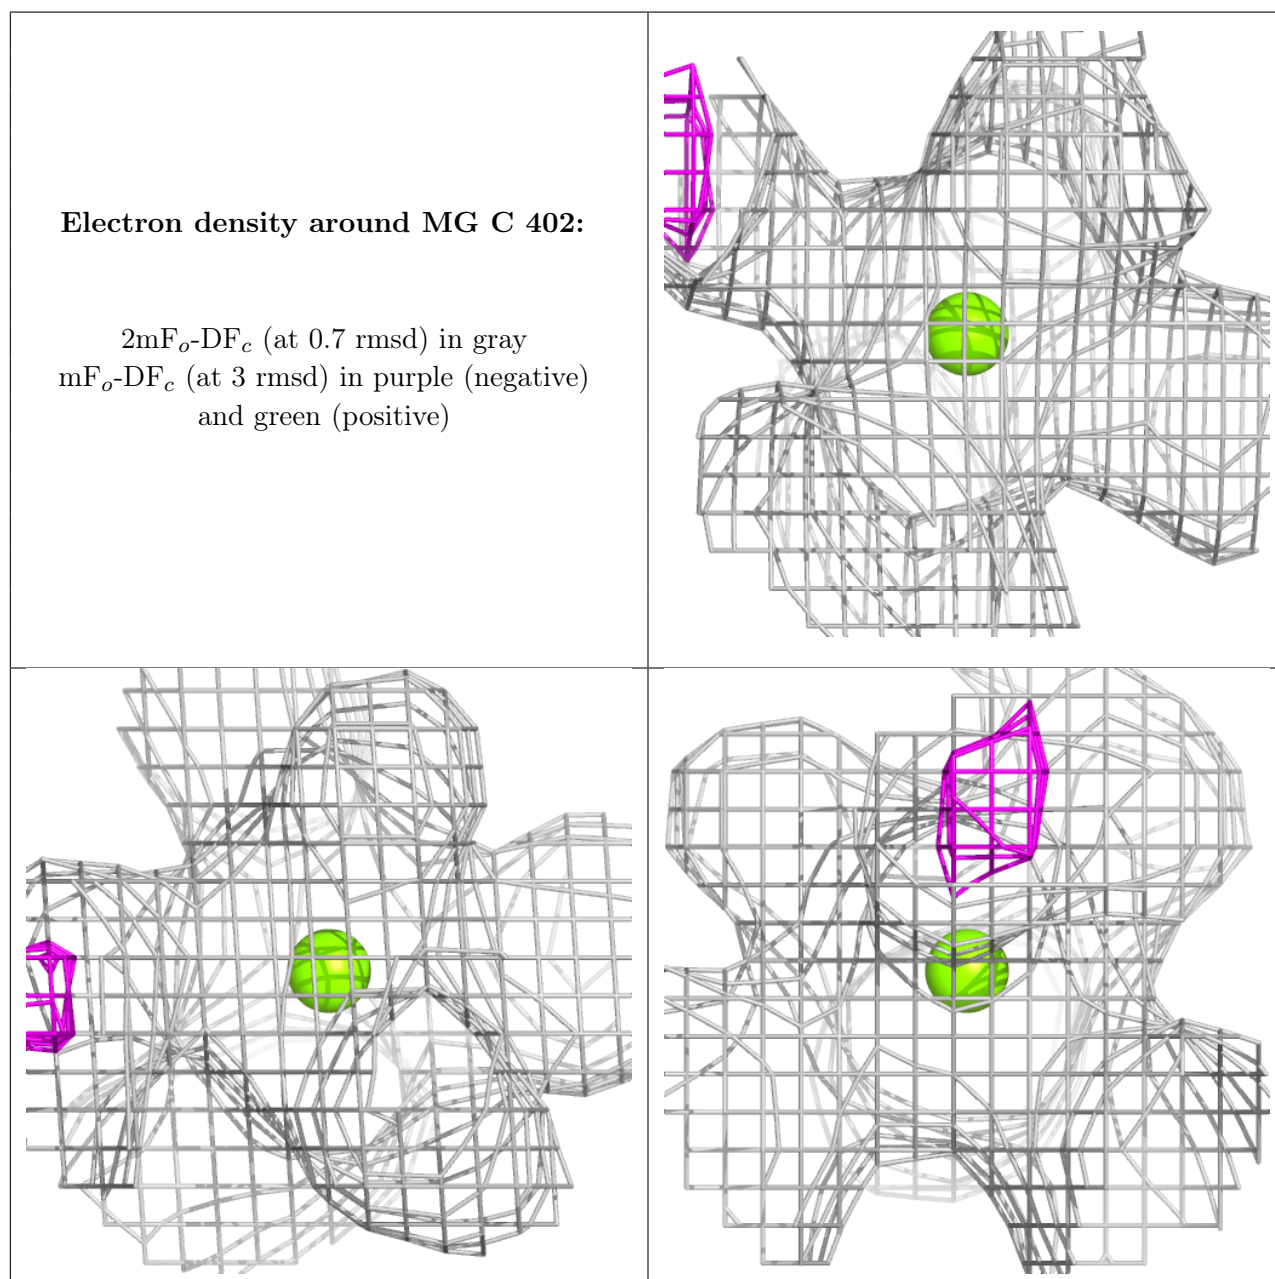 Electron density around MG C 402:
2mFo-DFc (at 0.7 rmsd) in gray
mFo-DFc (at 3 rmsd) in purple (negative)
and green (positive)